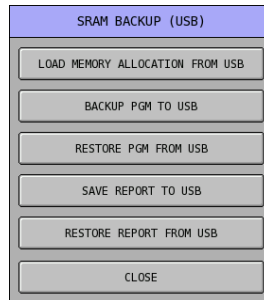 SRAM BACKUP (USB)
LOAD MEMORY ALLOCATION FROM USB
BACKUP PGM TO USB
RESTORE PGM FROM USB
SAVE REPORT TO USB
RESTORE REPORT FROM USB
CLOSE